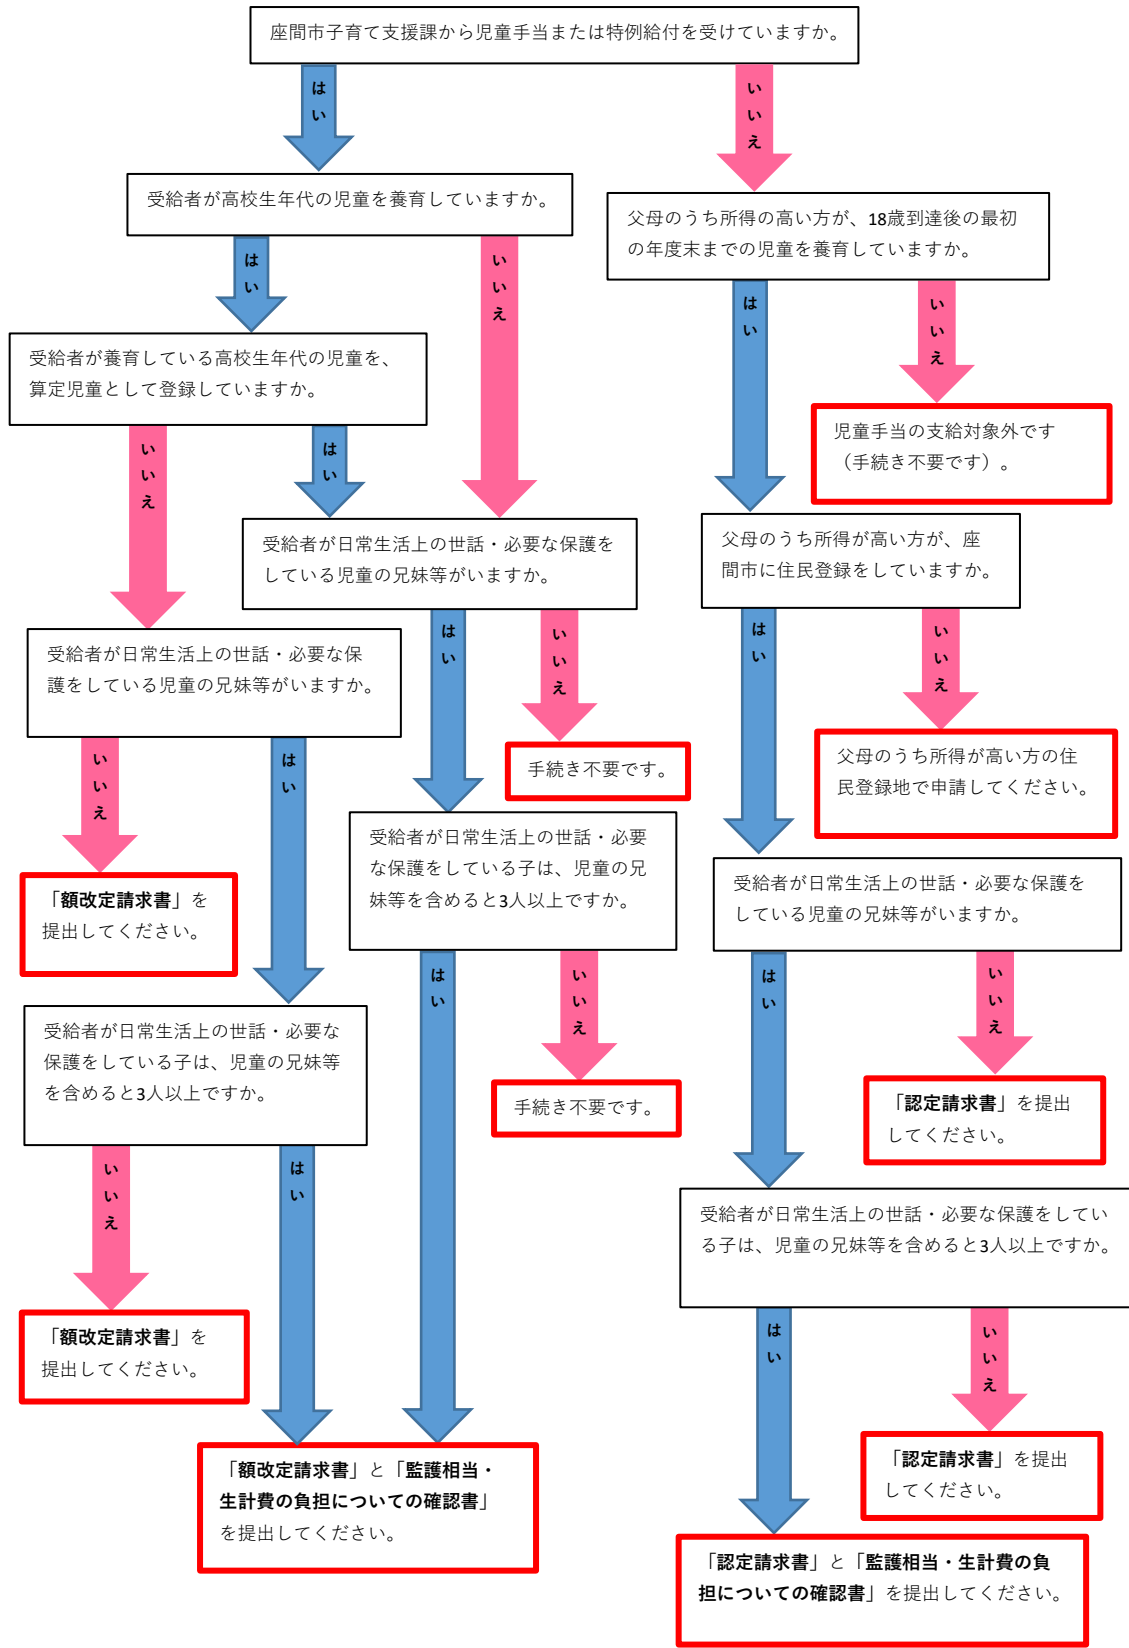 座間市子育て支援課から児童手当または特例給付を受けていますか。
はい
いいえ
受給者が高校生年代の児童を養育していますか。
父母のうち所得の高い方が、18歳到達後の最初
の年度末までの児童を養育していますか。
はい
いいえ
はい
いいえ
受給者が養育している高校生年代の児童を、
算定児童として登録していますか。
児童手当の支給対象外です
（手続き不要です）。
いいえ
はい
受給者が日常生活上の世話・必要な保護を
している児童の兄妹等がいますか。
父母のうち所得が高い方が、座
間市に住民登録をしていますか。
はい
いいえ
はい
いいえ
受給者が日常生活上の世話・必要な保
護をしている児童の兄妹等がいますか。
いいえ
はい
手続き不要です。
父母のうち所得が高い方の住
民登録地で申請してください。
受給者が日常生活上の世話・必要
な保護をしている子は、児童の兄
妹等を含めると3人以上ですか。
受給者が日常生活上の世話・必要な保護を
している児童の兄妹等がいますか。
「額改定請求書」を
提出してください。
はい
いいえ
はい
いいえ
受給者が日常生活上の世話・必要な
保護をしている子は、児童の兄妹等
を含めると3人以上ですか。
手続き不要です。
「認定請求書」を提出
してください。
いいえ
はい
受給者が日常生活上の世話・必要な保護をしてい
る子は、児童の兄妹等を含めると3人以上ですか。
「額改定請求書」を
提出してください。
はい
いいえ
「額改定請求書」と「監護相当・
生計費の負担についての確認書」
を提出してください。
「認定請求書」を提出
してください。
「認定請求書」と「監護相当・生計費の負
担についての確認書」を提出してください。